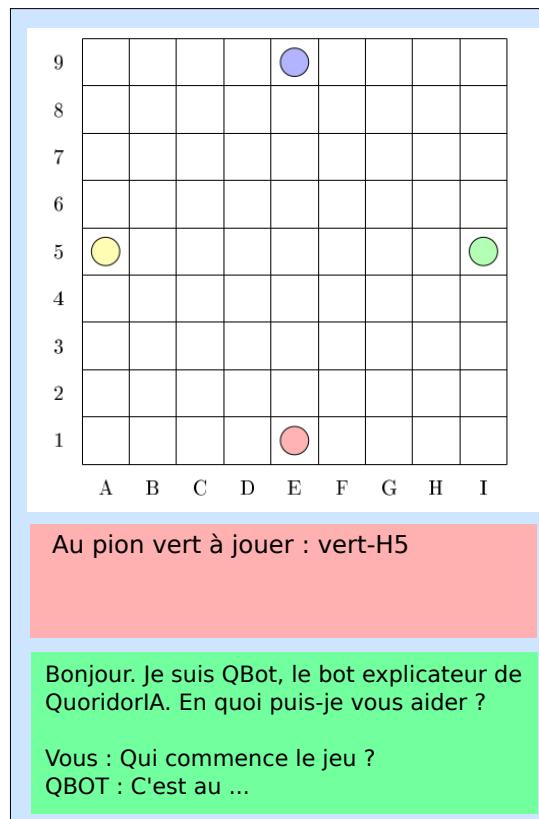 9
8
7
6
5
4
3
2
1
A B C D E F G H I
Au pion vert à jouer : vert-H5
Bonjour. Je suis QBot, le bot explicateur de
QuoridorIA. En quoi puis-je vous aider ?
Vous : Qui commence le jeu ?
QBOT : C'est au ...